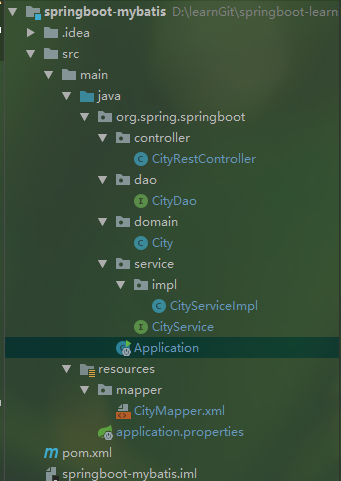 springboot-mybatis D:\learnGit\springboot-learn
.idea
src
main
java
org.spring.springboot
controller
CityRestController
dao
CityDao
domain
City
service
impl
CityServiceImpl
CityService
Application
resources
mapper
CityMapper.xml
application.properties
pom.xml
springboot-mybatis.iml